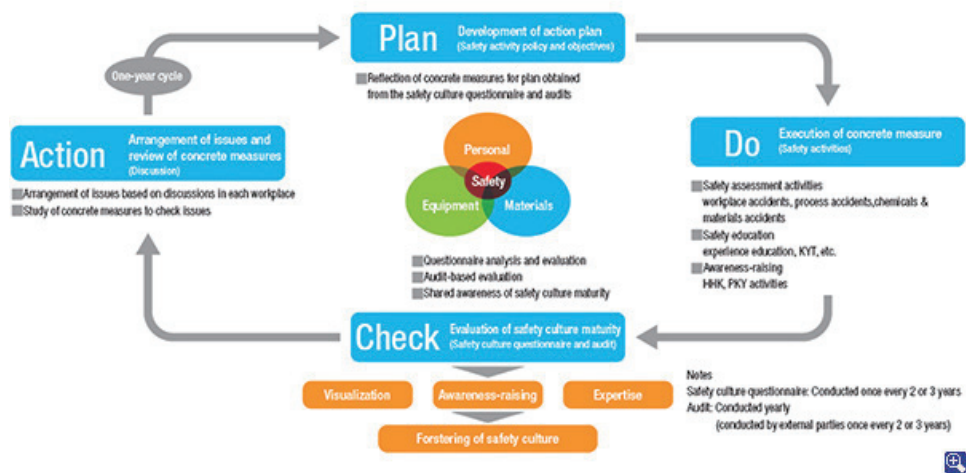 Plan
Development of action plan
(Safety activity policy and objectives)
One-year cycle
Reflection of concrete measures for plan obtained
from the safety culture questionnaire and audits
Action
Arrangement of issues and
review of concrete measures
(Discussion)
Arrangement of issues based on discussions in each workplace
Study of concrete measures to check issues
Personal
Safety
Equipment
Materials
Do
Execution of concrete measure
(Safety activities)
Safety assessment activities
workplace accidents, process accidents,chemicals &
materials accidents
Safety education
experience education, KYT, etc.
Awareness-raising
HHK, PKY activities
Questionnaire analysis and evaluation
Audit-based evaluation
Shared awareness of safety culture maturity
Check
Evaluation of safety culture maturity
(Safety culture questionnaire and audit)
Visualization
Awareness-raising
Expertise
Forstering of safety culture
Notes
Safety culture questionnaire: Conducted once every 2 or 3 years
Audit: Conducted yearly
(conducted by external parties once every 2 or 3 years)